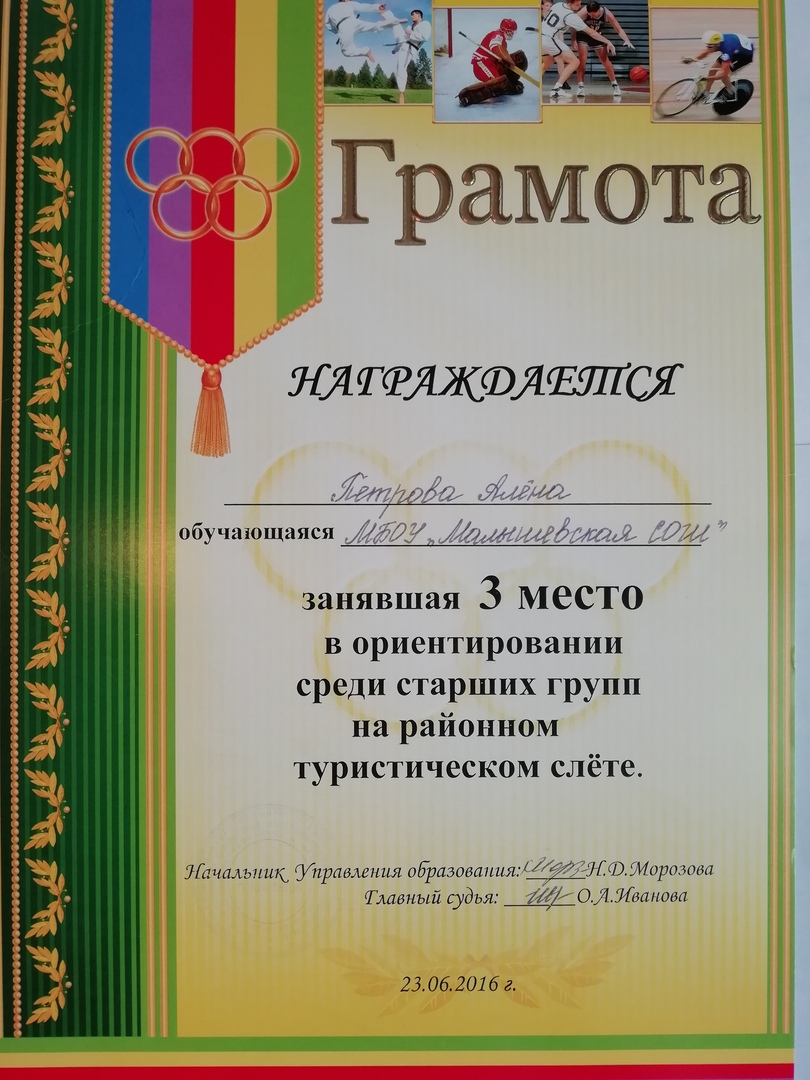 Грамота
НАГРАЖДАЕТСЯ
Петрова Алёна
обучающаяся МБОУ „Малышевская СОШ"
занявшая 3 место
в ориентировании
среди старших групп
на районном
туристическом слёте.
Начальник Управления образования: Н.Д.Морозова
Главный судья: О.А.Иванова
23.06.2016 г.